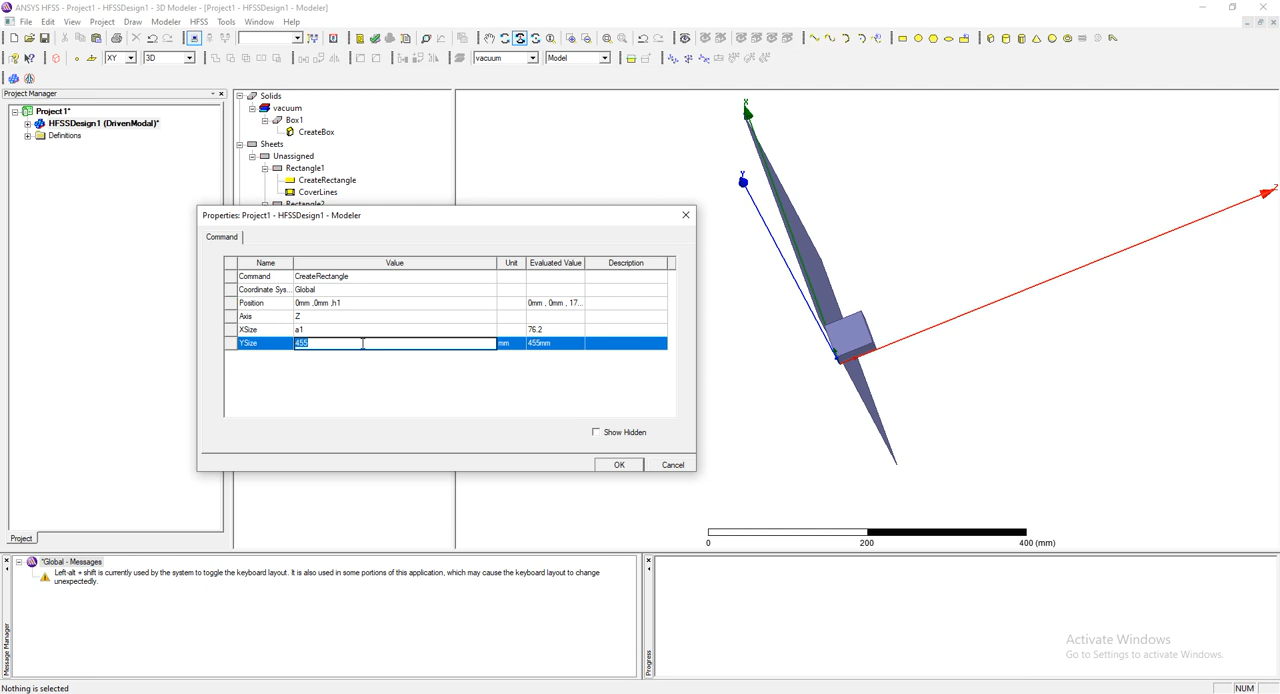 ANSYS HFSS - Project1 - HFSSDesign1 - 3D Modeler - [Project1 - HFSSDesign1 - Modeler]
File Edit View Project Draw Modeler HFSS Tools Window Help
XY 3D vacuum Model
Project Manager
Project1*
HFSSDesign1 (DrivenModal)*
Definitions
Project
Solids
vacuum
Box1
CreateBox
Sheets
Unassigned
Rectangle1
CreateRectangle
CoverLines
Rectangle2
Properties: Project1 - HFSSDesign1 - Modeler
Command
Name Value Unit Evaluated Value Description
Command CreateRectangle
Coordinate Sys... Global
Position 0mm ,0mm ,h1 0mm , 0mm , 17...
Axis Z
XSize a1 76.2
YSize 455 mm 455mm
Show Hidden
OK Cancel
X
Y
Z
0 200 400 (mm)
*Global - Messages
Left-alt + shift is currently used by the system to toggle the keyboard layout. It is also used in some portions of this application, which may cause the keyboard layout to change
unexpectedly.
Message Manager
Progress
Activate Windows
Go to Settings to activate Windows.
Nothing is selected
NUM